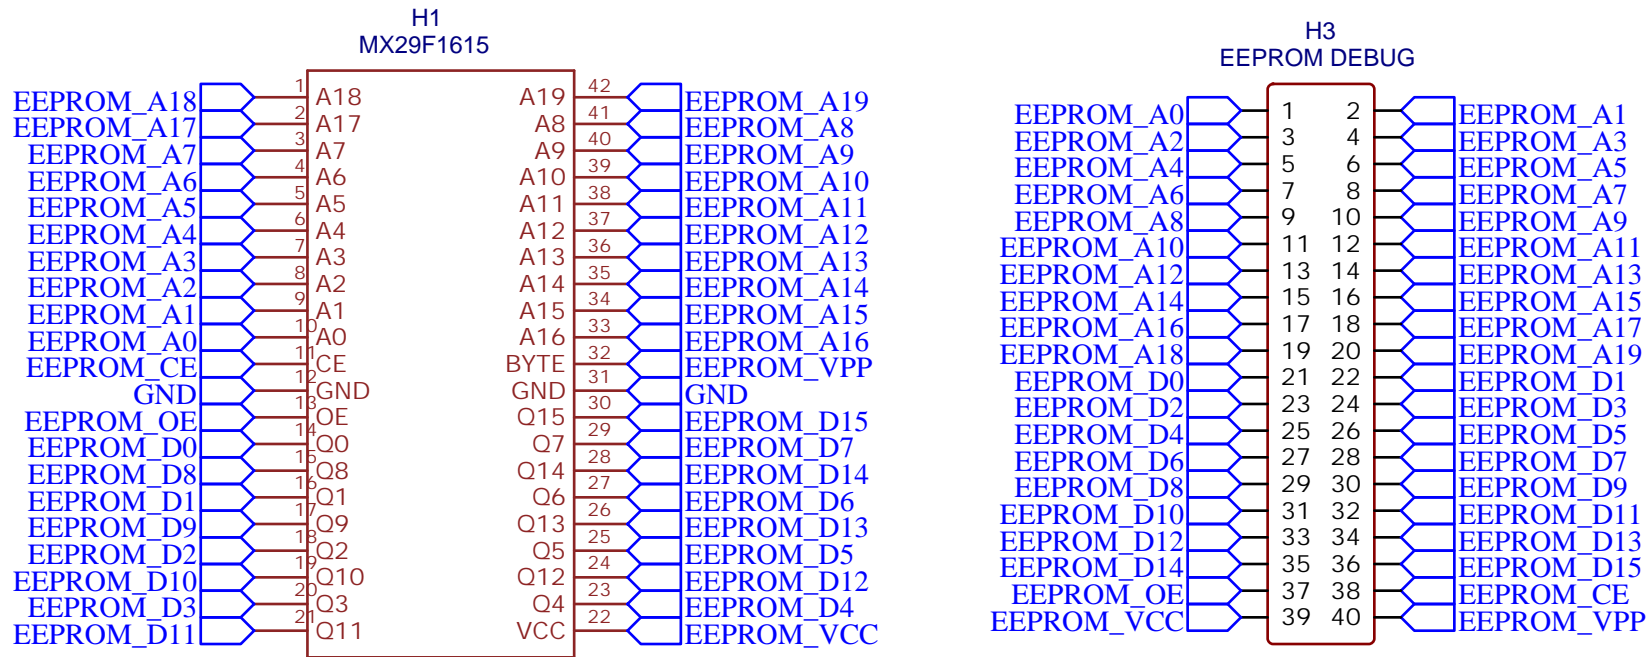 H1
MX29F1615
EEPROM_A18 1 A18 A19 42 EEPROM_A19
EEPROM_A17 2 A17 A8 41 EEPROM_A8
EEPROM_A7 3 A7 A9 40 EEPROM_A9
EEPROM_A6 4 A6 A10 39 EEPROM_A10
EEPROM_A5 5 A5 A11 38 EEPROM_A11
EEPROM_A4 6 A4 A12 37 EEPROM_A12
EEPROM_A3 7 A3 A13 36 EEPROM_A13
EEPROM_A2 8 A2 A14 35 EEPROM_A14
EEPROM_A1 9 A1 A15 34 EEPROM_A15
EEPROM_A0 10 A0 A16 33 EEPROM_A16
EEPROM_CE 11 CE BYTE 32 EEPROM_VPP
GND 12 GND GND 31 GND
EEPROM_OE 13 OE Q15 30 EEPROM_D15
EEPROM_D0 14 Q0 Q7 29 EEPROM_D7
EEPROM_D8 15 Q8 Q14 28 EEPROM_D14
EEPROM_D1 16 Q1 Q6 27 EEPROM_D6
EEPROM_D9 17 Q9 Q13 26 EEPROM_D13
EEPROM_D2 18 Q2 Q5 25 EEPROM_D5
EEPROM_D10 19 Q10 Q12 24 EEPROM_D12
EEPROM_D3 20 Q3 Q4 23 EEPROM_D4
EEPROM_D11 21 Q11 VCC 22 EEPROM_VCC
H3
EEPROM DEBUG
EEPROM_A0 1 2 EEPROM_A1
EEPROM_A2 3 4 EEPROM_A3
EEPROM_A4 5 6 EEPROM_A5
EEPROM_A6 7 8 EEPROM_A7
EEPROM_A8 9 10 EEPROM_A9
EEPROM_A10 11 12 EEPROM_A11
EEPROM_A12 13 14 EEPROM_A13
EEPROM_A14 15 16 EEPROM_A15
EEPROM_A16 17 18 EEPROM_A17
EEPROM_A18 19 20 EEPROM_A19
EEPROM_D0 21 22 EEPROM_D1
EEPROM_D2 23 24 EEPROM_D3
EEPROM_D4 25 26 EEPROM_D5
EEPROM_D6 27 28 EEPROM_D7
EEPROM_D8 29 30 EEPROM_D9
EEPROM_D10 31 32 EEPROM_D11
EEPROM_D12 33 34 EEPROM_D13
EEPROM_D14 35 36 EEPROM_D15
EEPROM_OE 37 38 EEPROM_CE
EEPROM_VCC 39 40 EEPROM_VPP